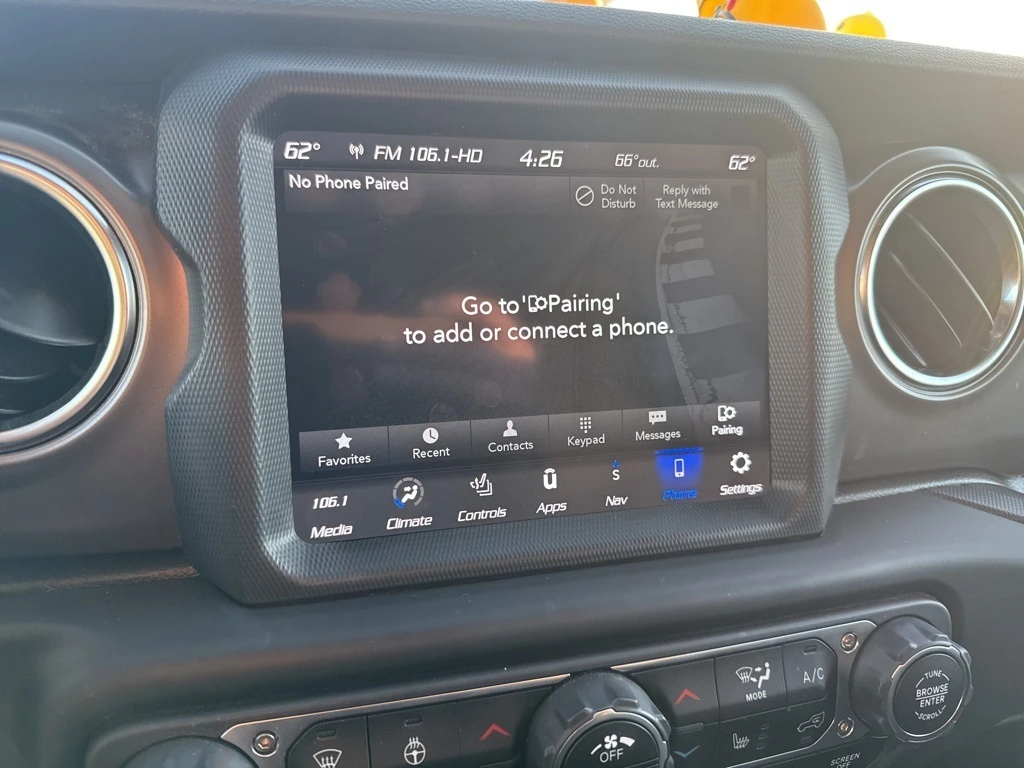 62° FM 106.1-HD 4:26 66°out. 62°
No Phone Paired
Do Not
Disturb
Reply with
Text Message
Go to 'Pairing'
to add or connect a phone.
Favorites Recent Contacts Keypad Messages Pairing
106.1 S
Media Climate Controls Apps Nav Phone Settings
MODE
A/C
TUNE
BROWSE
ENTER
SCROLL
OFF
SCREEN
OFF